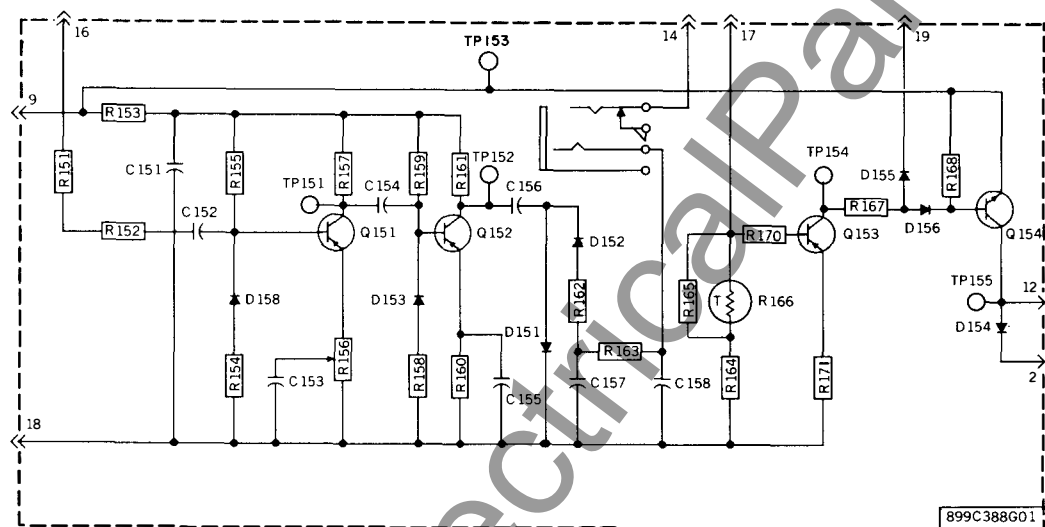 16
TP153
14
17
19
9
R153
R151
C151
R155
R157
R159
R161
TP152
TP151
C154
C156
C152
R152
Q151
Q152
D152
TP154
D155
R168
R167
D156
R170
Q153
Q154
D158
D153
R162
R165
T
R166
TP155
12
D151
D154
R154
R156
C153
R158
R160
C155
R163
C157
C158
R164
R171
2
18
ElectricalPar
899C388G01